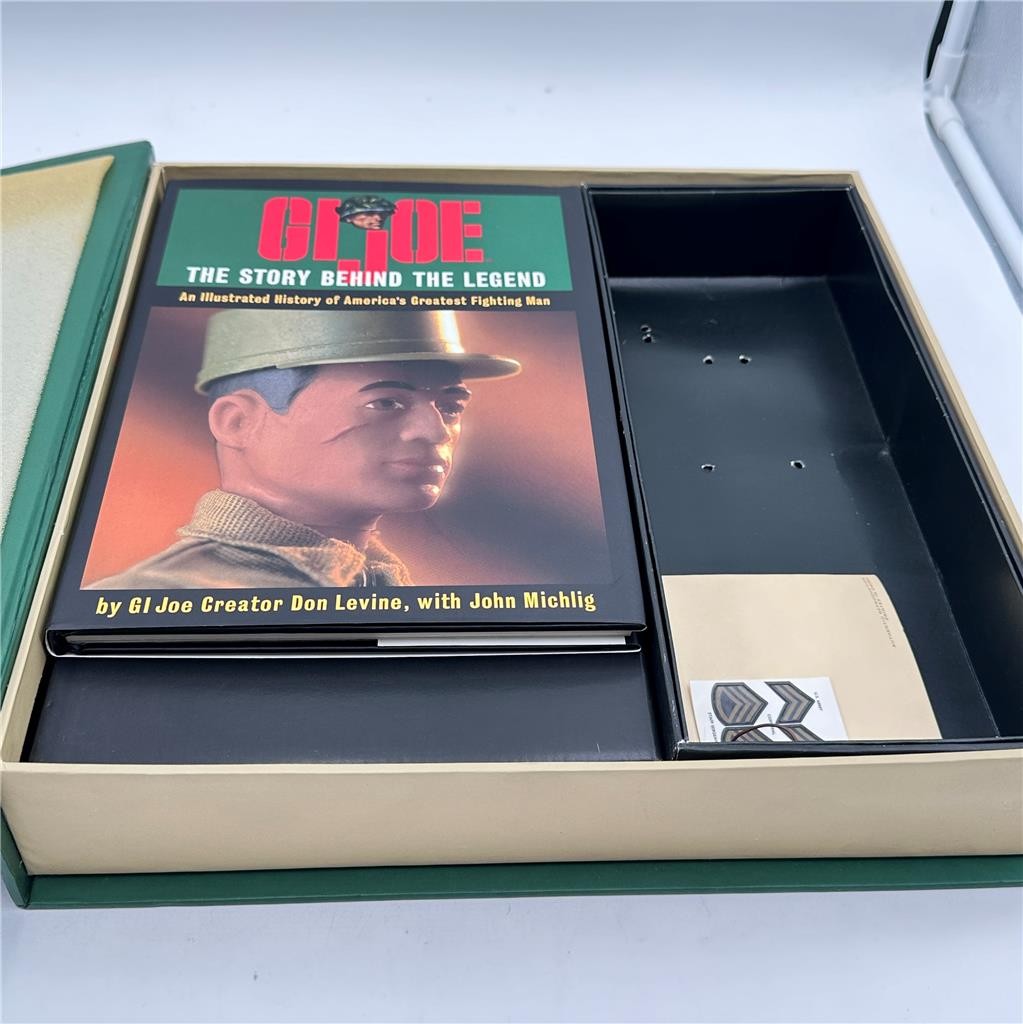 GI JOE
THE STORY BEHIND THE LEGEND
An Illustrated History of America's Greatest Fighting Man
by GI Joe Creator Don Levine, with John Michlig
U.S. ARMY